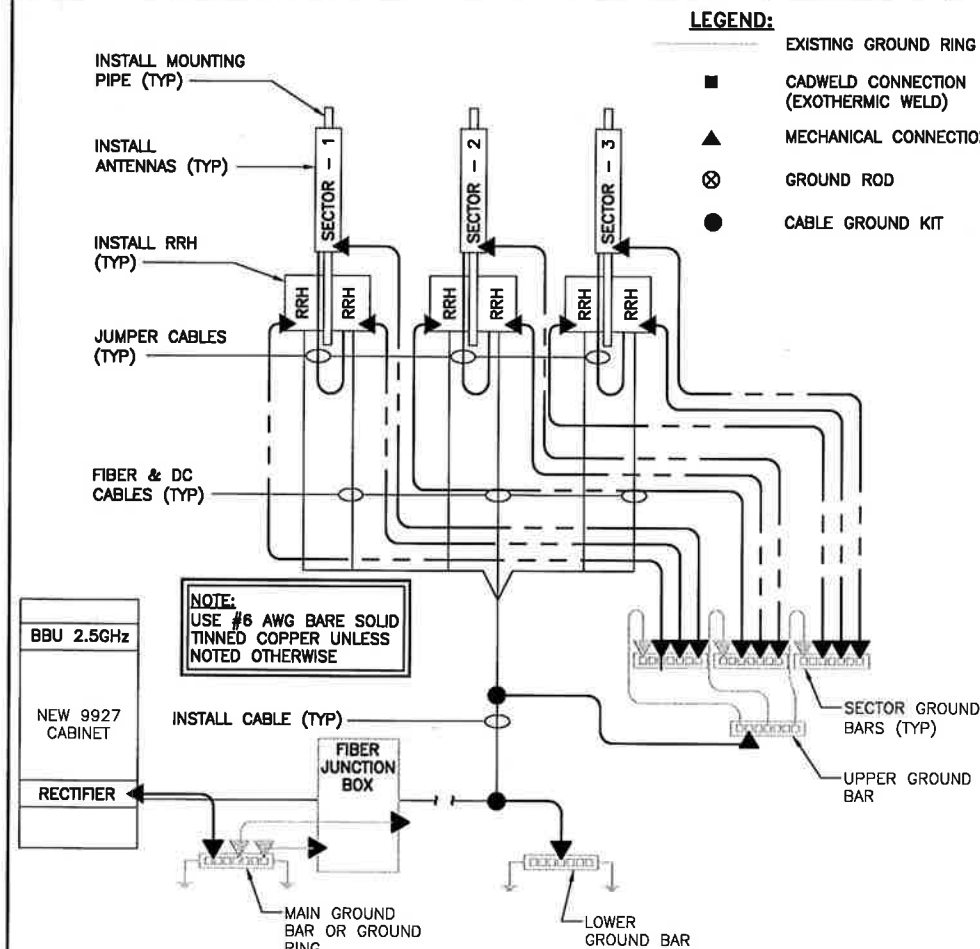 LEGEND:
EXISTING GROUND RING
CADWELD CONNECTION
(EXOTHERMIC WELD)
MECHANICAL CONNECTION
GROUND ROD
CABLE GROUND KIT
INSTALL MOUNTING
PIPE (TYP)
INSTALL
ANTENNAS (TYP)
INSTALL RRH
(TYP)
JUMPER CABLES
(TYP)
FIBER & DC
CABLES (TYP)
SECTOR - 1
SECTOR - 2
SECTOR - 3
RRH
RRH
RRH
RRH
RRH
RRH
NOTE:
USE #6 AWG BARE SOLID
TINNED COPPER UNLESS
NOTED OTHERWISE
BBU 2.5GHz
NEW 9927
CABINET
RECTIFIER
INSTALL CABLE (TYP)
FIBER
JUNCTION
BOX
SECTOR GROUND
BARS (TYP)
UPPER GROUND
BAR
MAIN GROUND
BAR OR GROUND
RING
LOWER
GROUND BAR